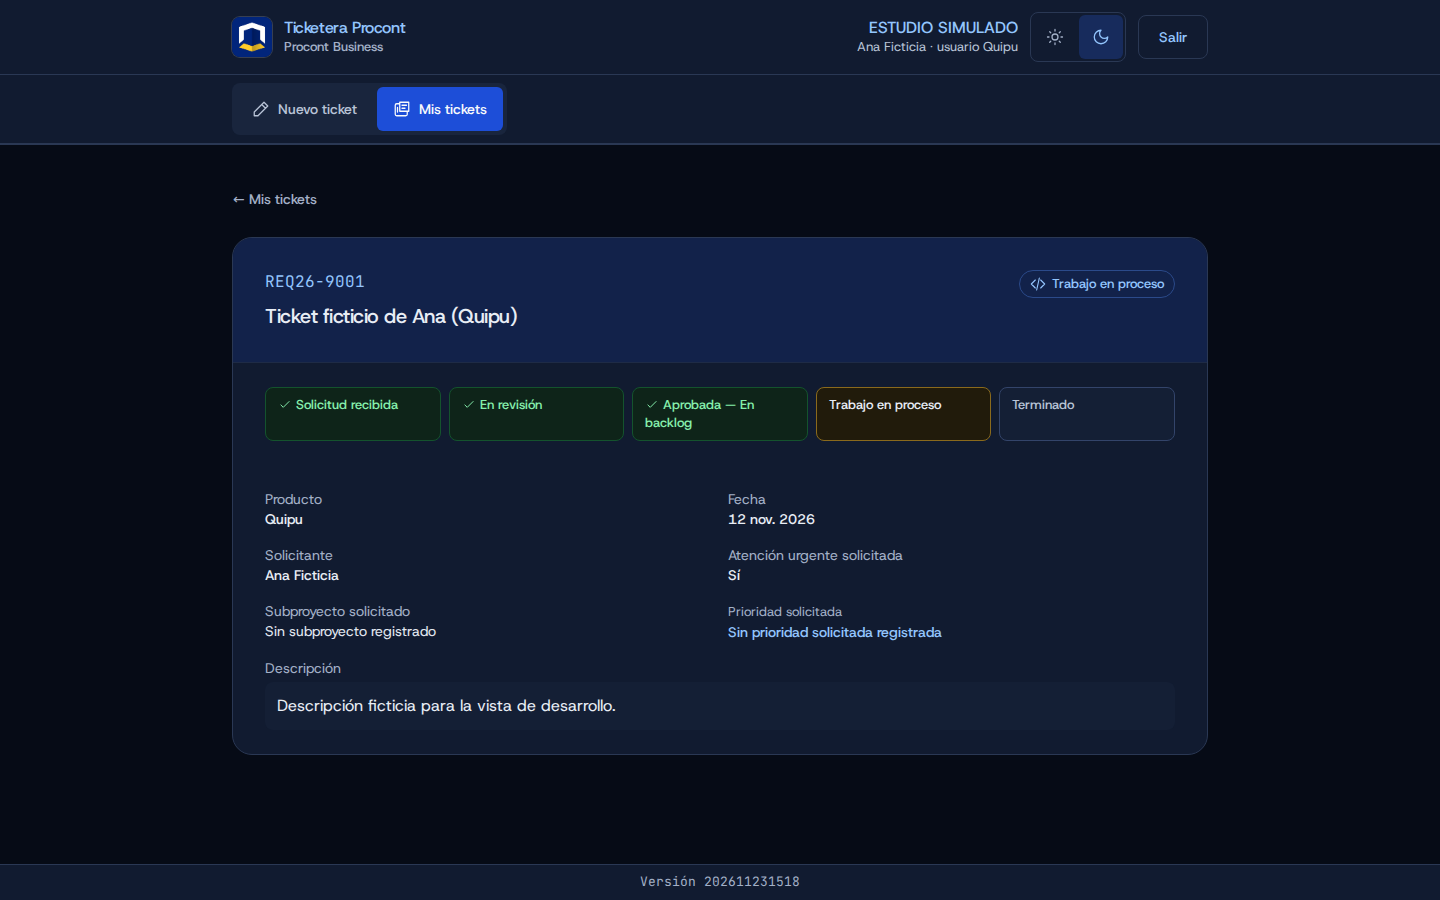 Ticketera Procont
Procont Business
ESTUDIO SIMULADO
Ana Ficticia · usuario Quipu
Salir
Nuevo ticket
Mis tickets
← Mis tickets
REQ26-9001
Trabajo en proceso
Ticket ficticio de Ana (Quipu)
✓ Solicitud recibida
✓ En revisión
✓ Aprobada — En
backlog
Trabajo en proceso
Terminado
Producto
Quipu
Fecha
12 nov. 2026
Solicitante
Ana Ficticia
Atención urgente solicitada
Sí
Subproyecto solicitado
Sin subproyecto registrado
Prioridad solicitada
Sin prioridad solicitada registrada
Descripción
Descripción ficticia para la vista de desarrollo.
Versión 202611231518